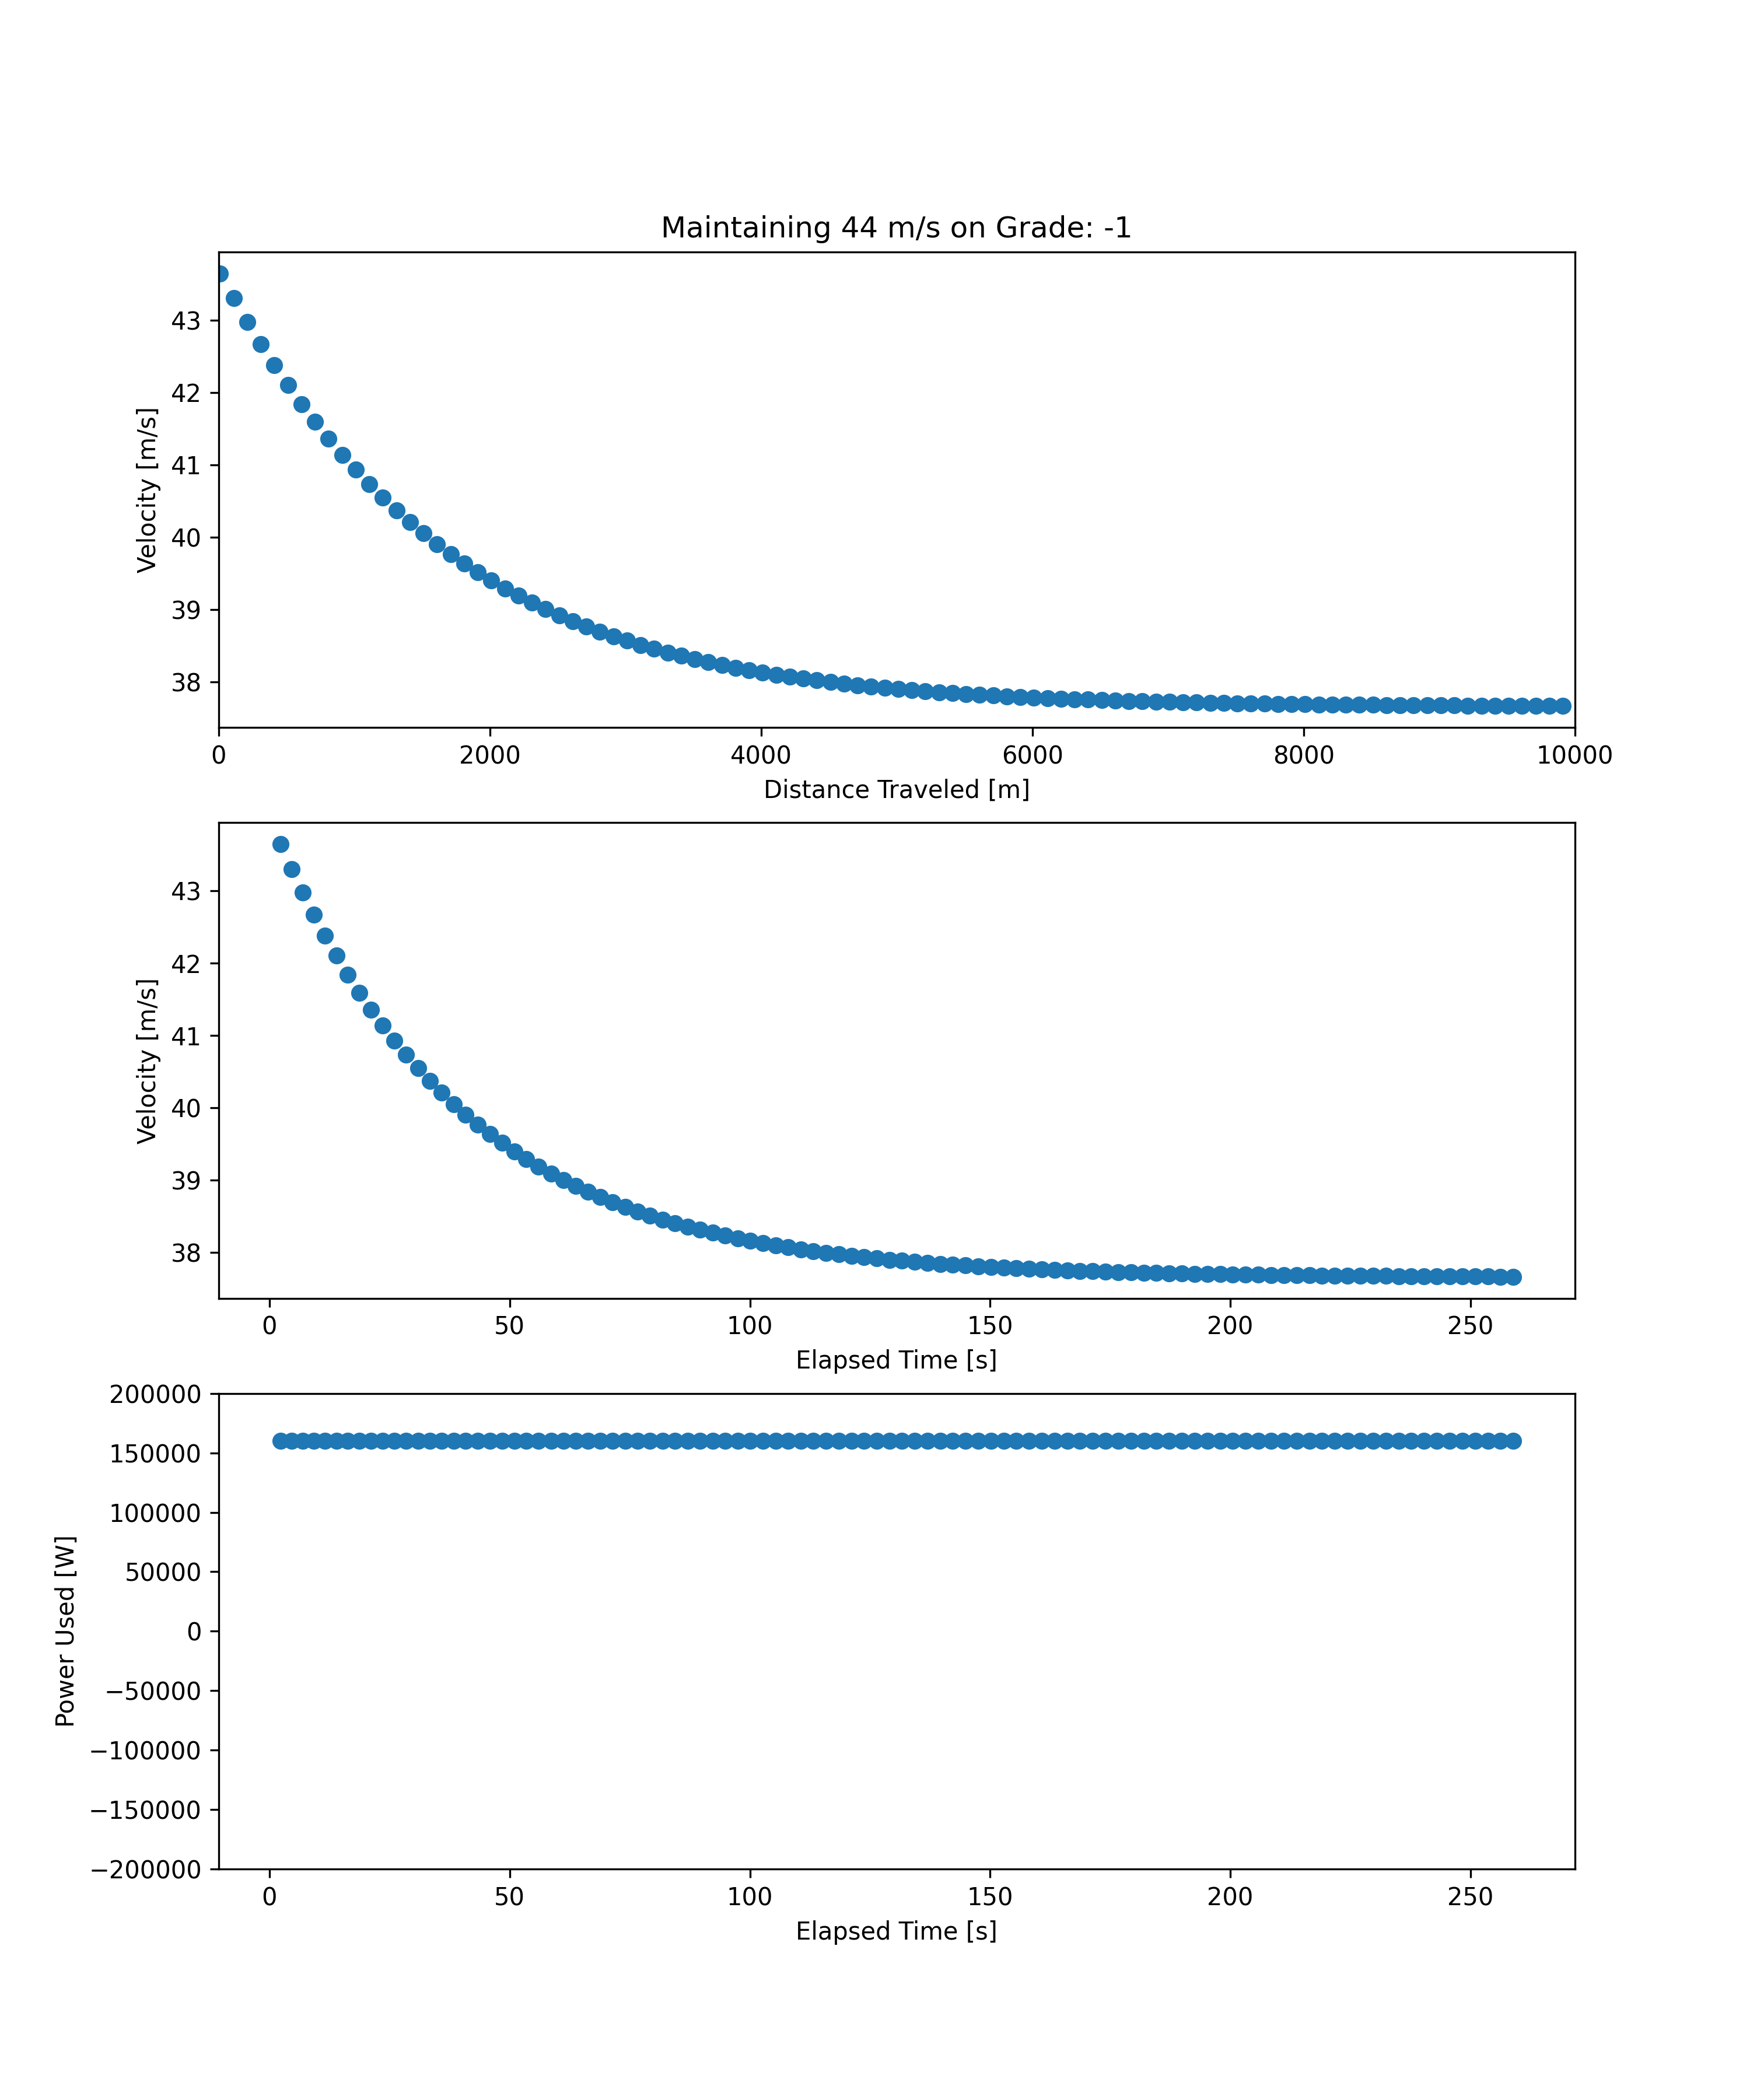 Maintaining 44 m/s on Grade: -1
Velocity [m/s]
43
42
41
40
39
38
0 2000 4000 6000 8000 10000
Distance Traveled [m]
Velocity [m/s]
43
42
41
40
39
38
0 50 100 150 200 250
Elapsed Time [s]
Power Used [W]
200000
150000
100000
50000
0
−50000
−100000
−150000
−200000
0 50 100 150 200 250
Elapsed Time [s]